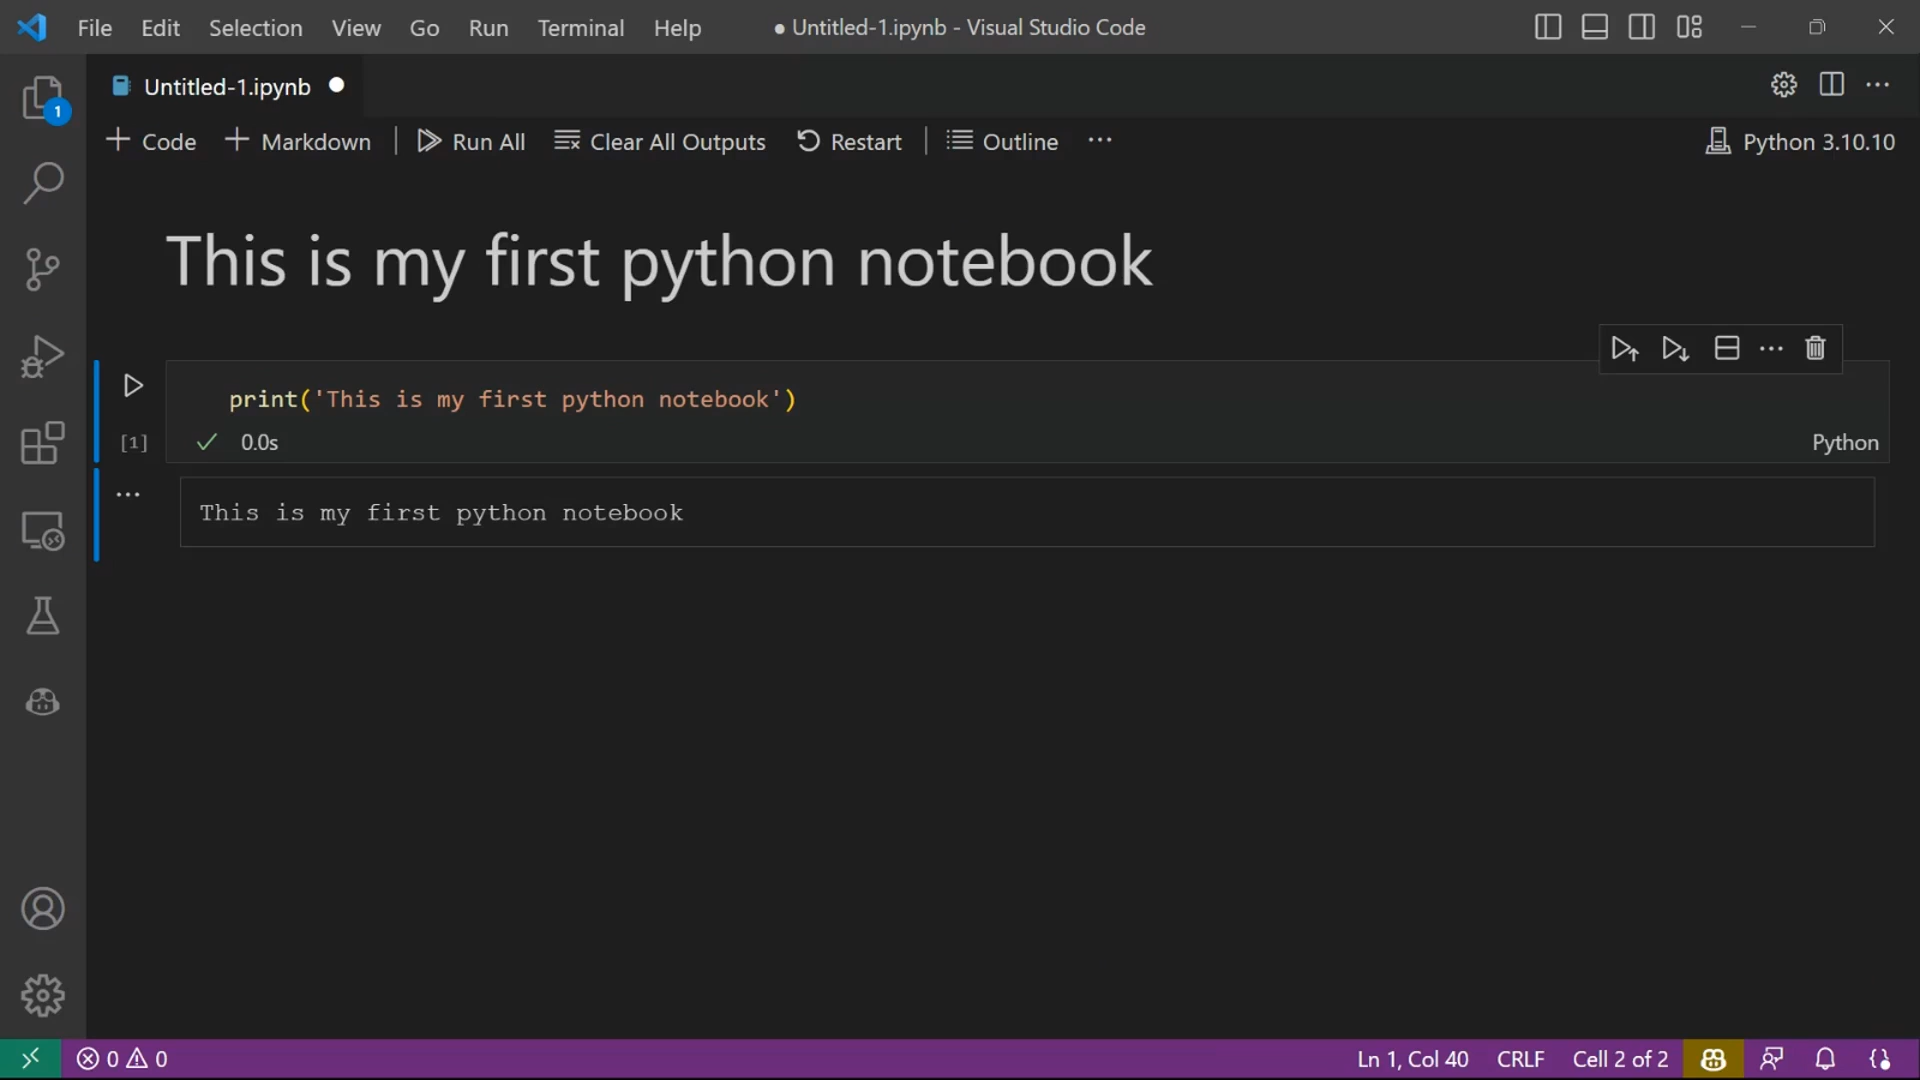 File Edit Selection View Go Run Terminal Help ● Untitled-1.ipynb - Visual Studio Code
1
Untitled-1.ipynb ●
+ Code + Markdown | Run All Clear All Outputs Restart | Outline ··· Python 3.10.10
This is my first python notebook
print('This is my first python notebook')
[1] ✓ 0.0s Python
This is my first python notebook
0 0 Ln 1, Col 40 CRLF Cell 2 of 2